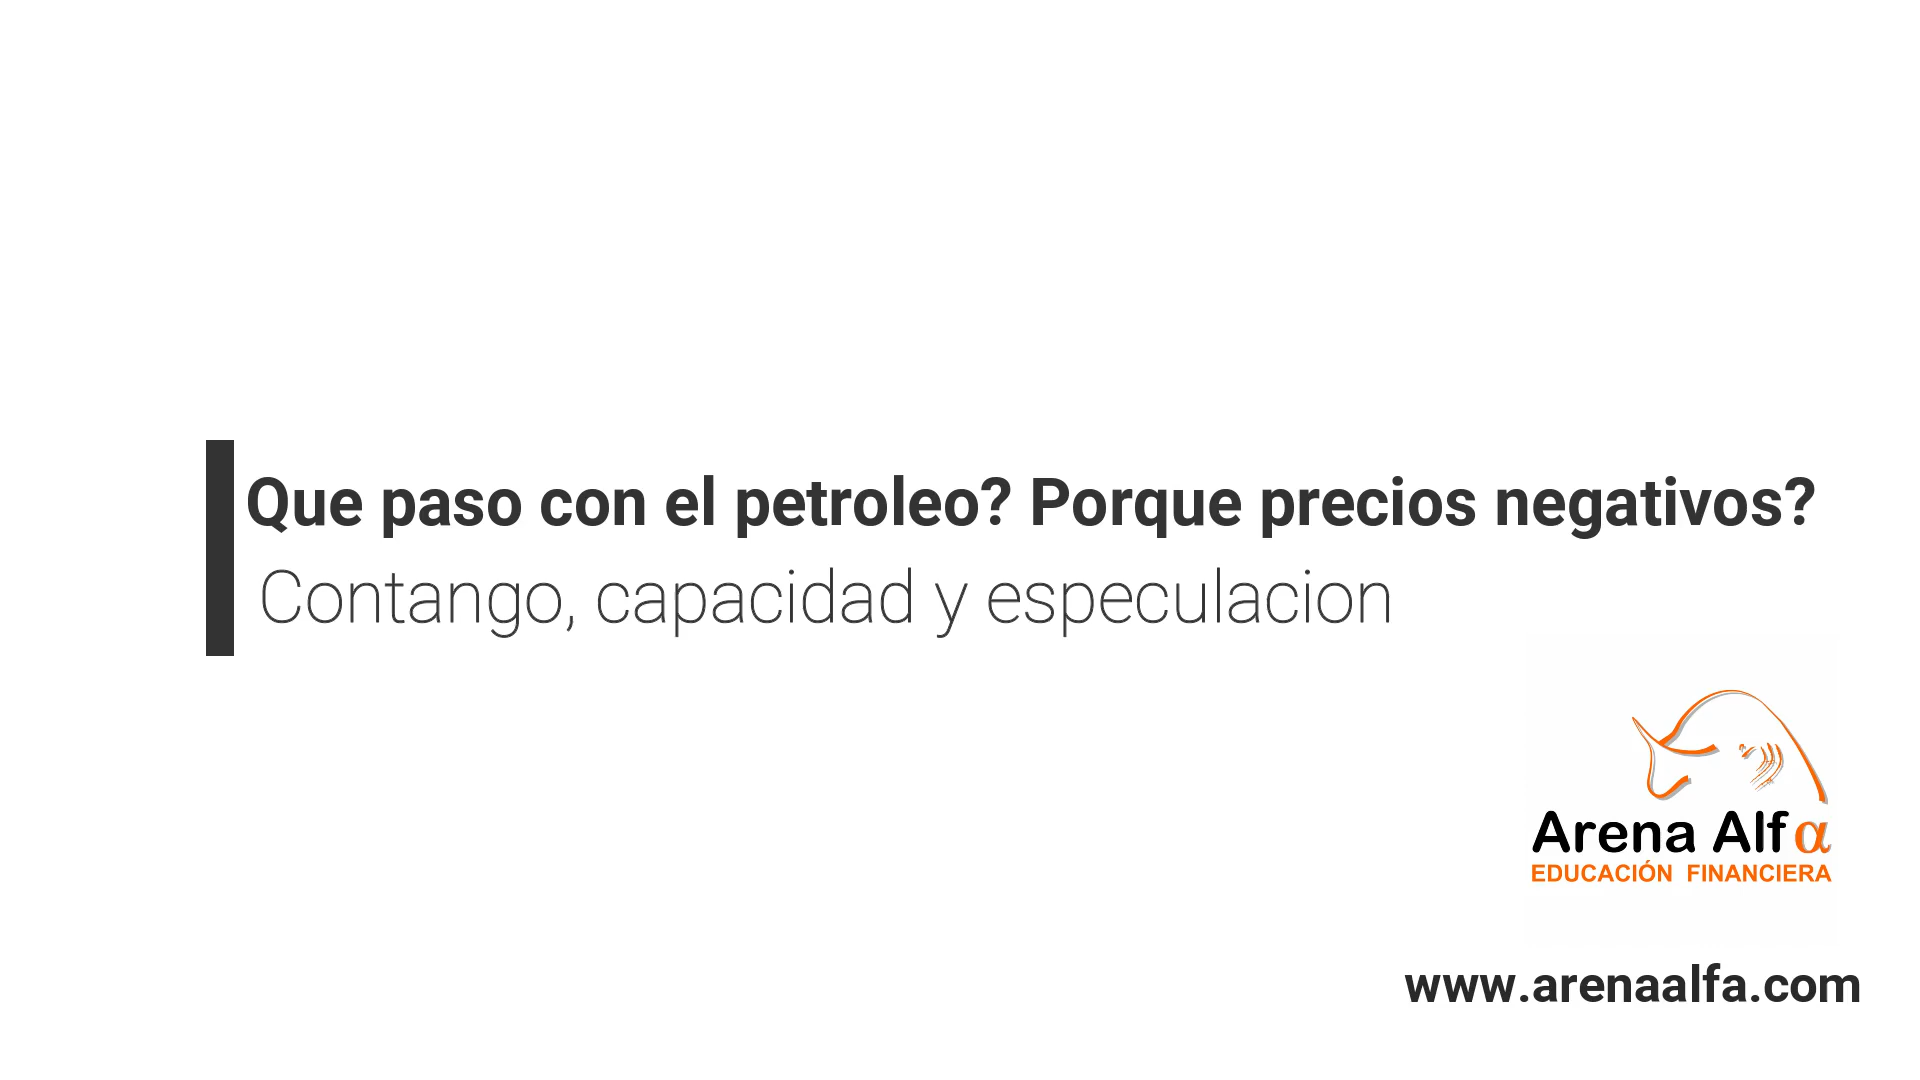 Que paso con el petroleo? Porque precios negativos?
Contango, capacidad y especulacion
Arena Alfα
EDUCACIÓN FINANCIERA
www.arenaalfa.com